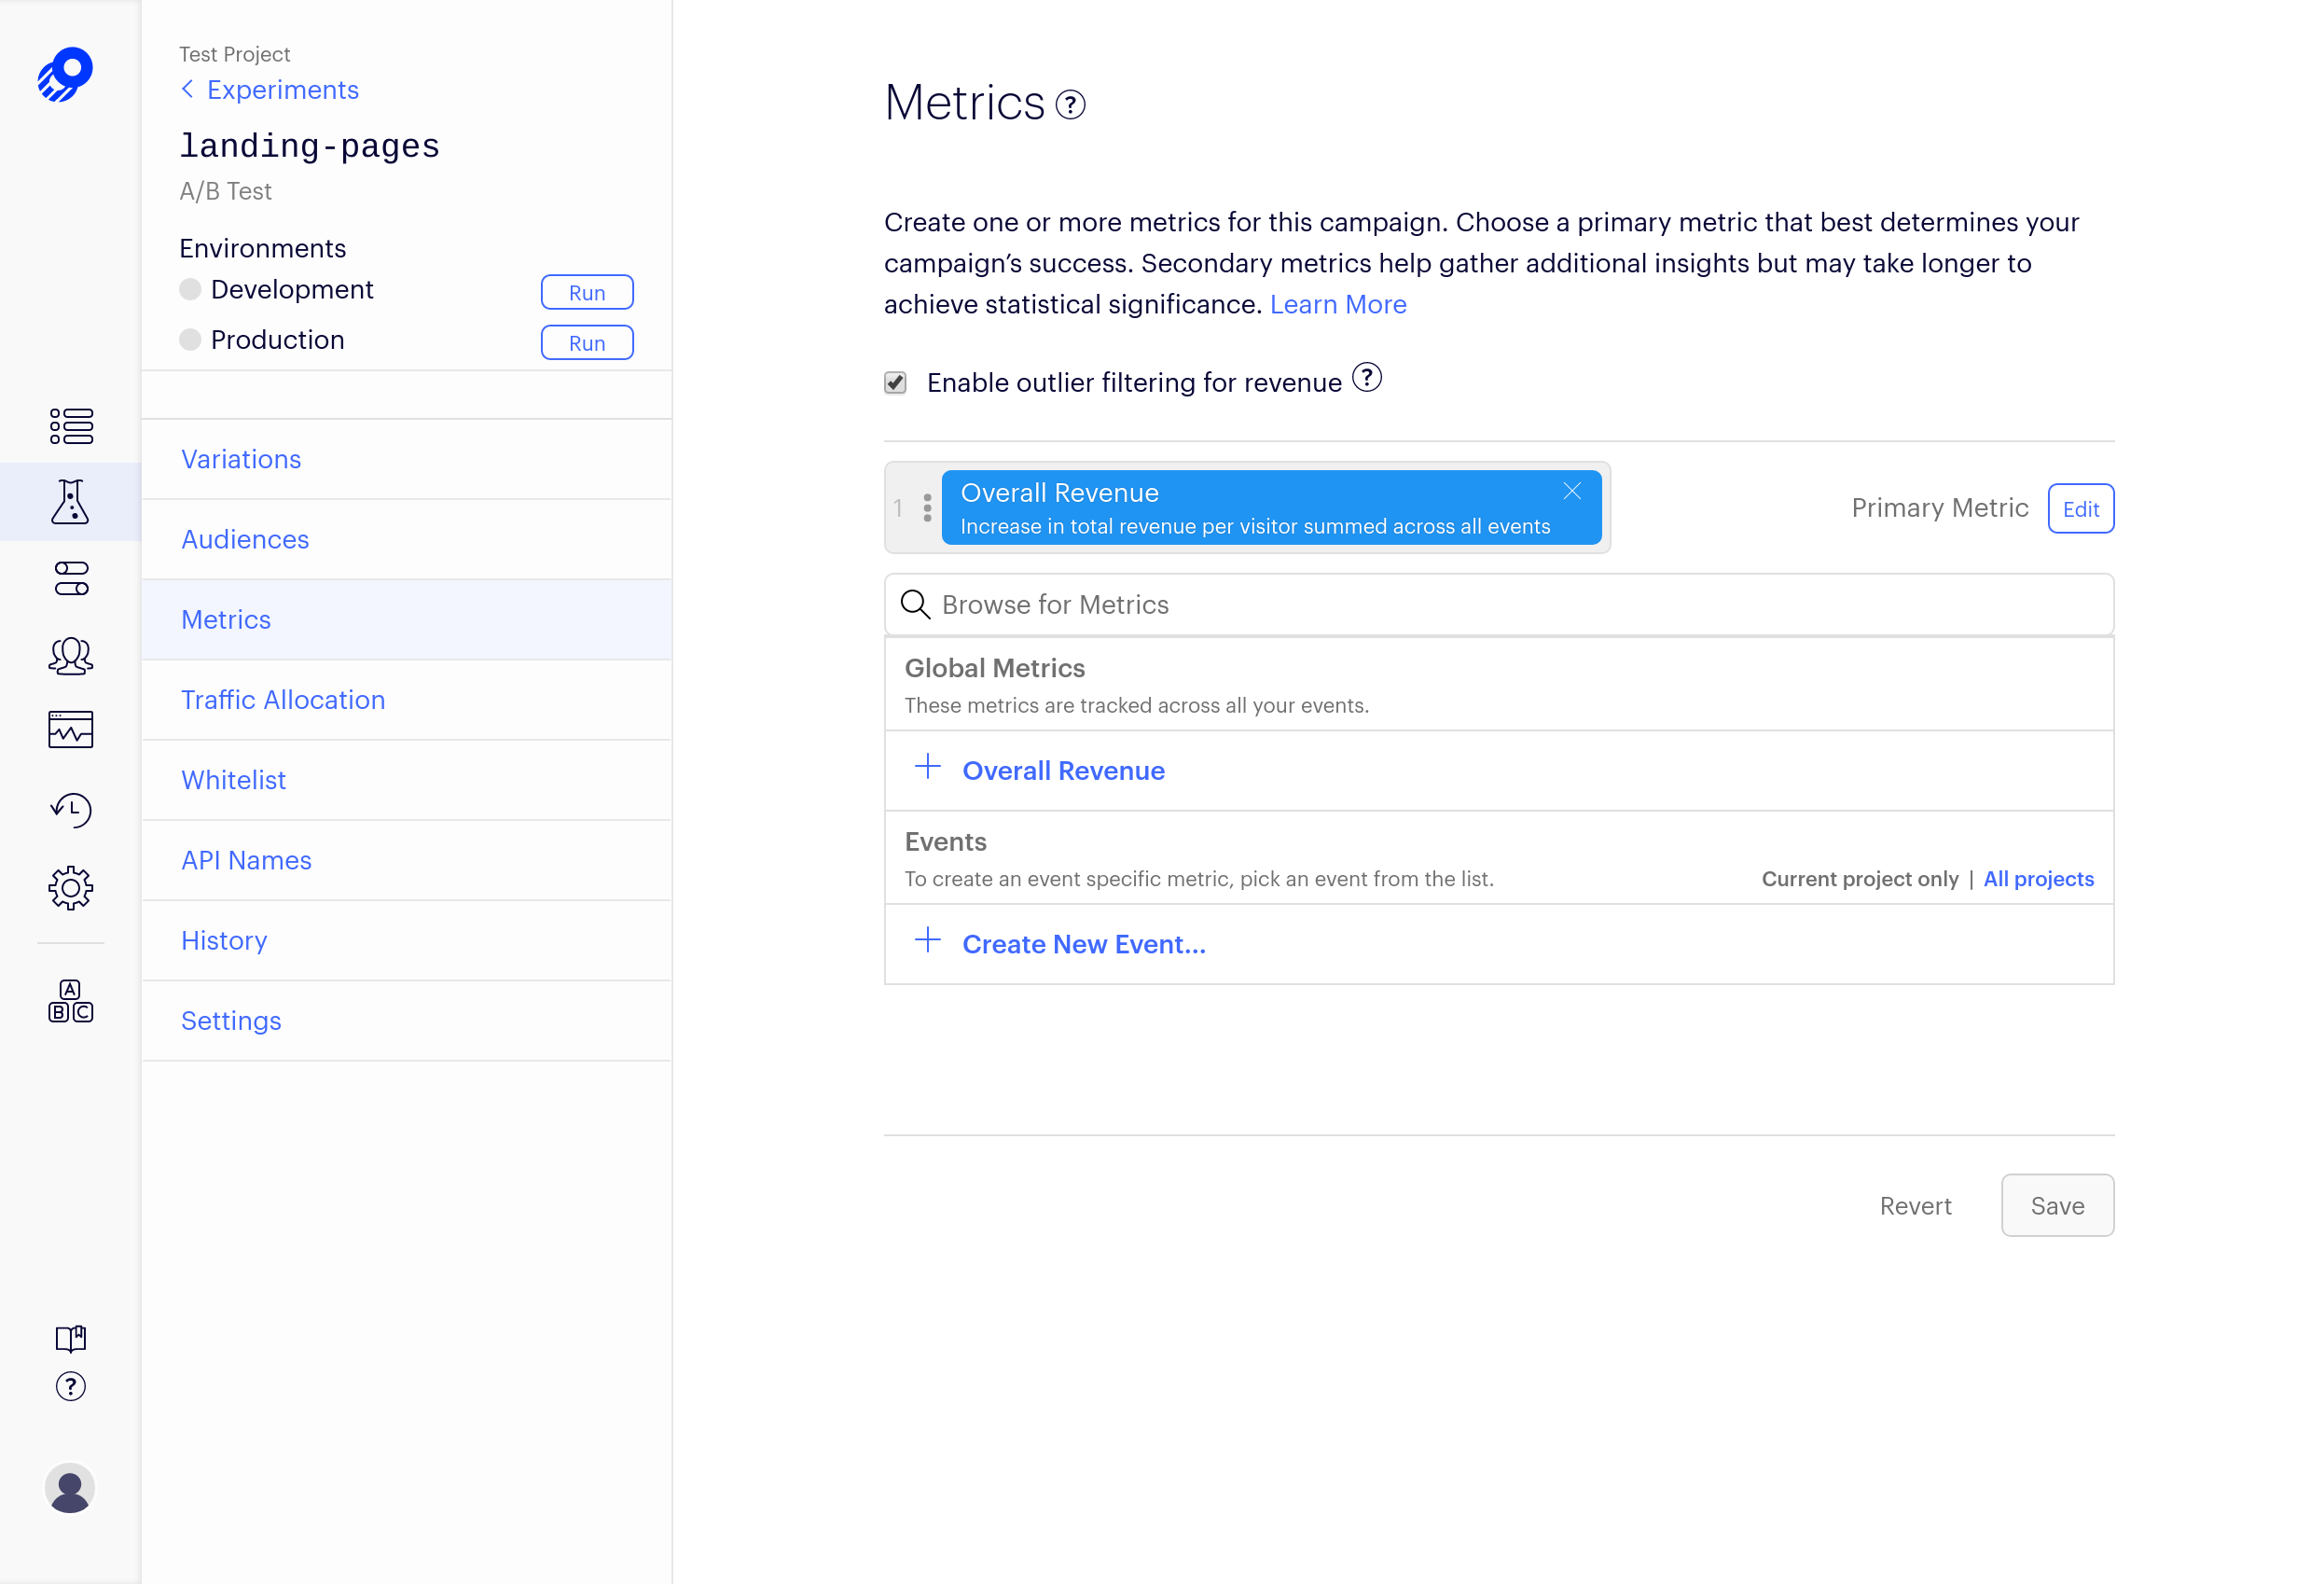 Test Project
Experiments
landing-pages
A/B Test
Environments
Development
Run
Production
Run
Variations
Audiences
Metrics
Traffic Allocation
Whitelist
API Names
History
Settings
A
B C
?
Metrics ?
Create one or more metrics for this campaign. Choose a primary metric that best determines your
campaign’s success. Secondary metrics help gather additional insights but may take longer to
achieve statistical significance. Learn More
Enable outlier filtering for revenue ?
1
Overall Revenue
Increase in total revenue per visitor summed across all events
Primary Metric
Edit
Browse for Metrics
Global Metrics
These metrics are tracked across all your events.
Overall Revenue
Events
To create an event specific metric, pick an event from the list.
Current project only | All projects
Create New Event...
Revert
Save